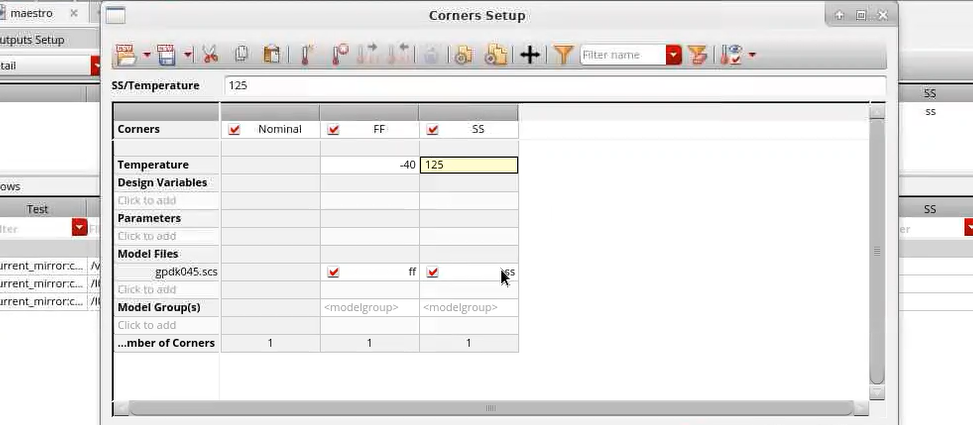 maestro
Corners Setup
utputs Setup
tail
Filter name
SS/Temperature 125
SS
ss
Corners Nominal FF SS
Temperature -40 125
Design Variables
Click to add
Parameters
Click to add
Model Files
gpdk045.scs ff ss
Click to add
Model Group(s) <modelgroup> <modelgroup>
Click to add
...mber of Corners 1 1 1
ows
Test
SS
lter
urrent_mirror:c... /v
urrent_mirror:c... /I
urrent_mirror:c... /I